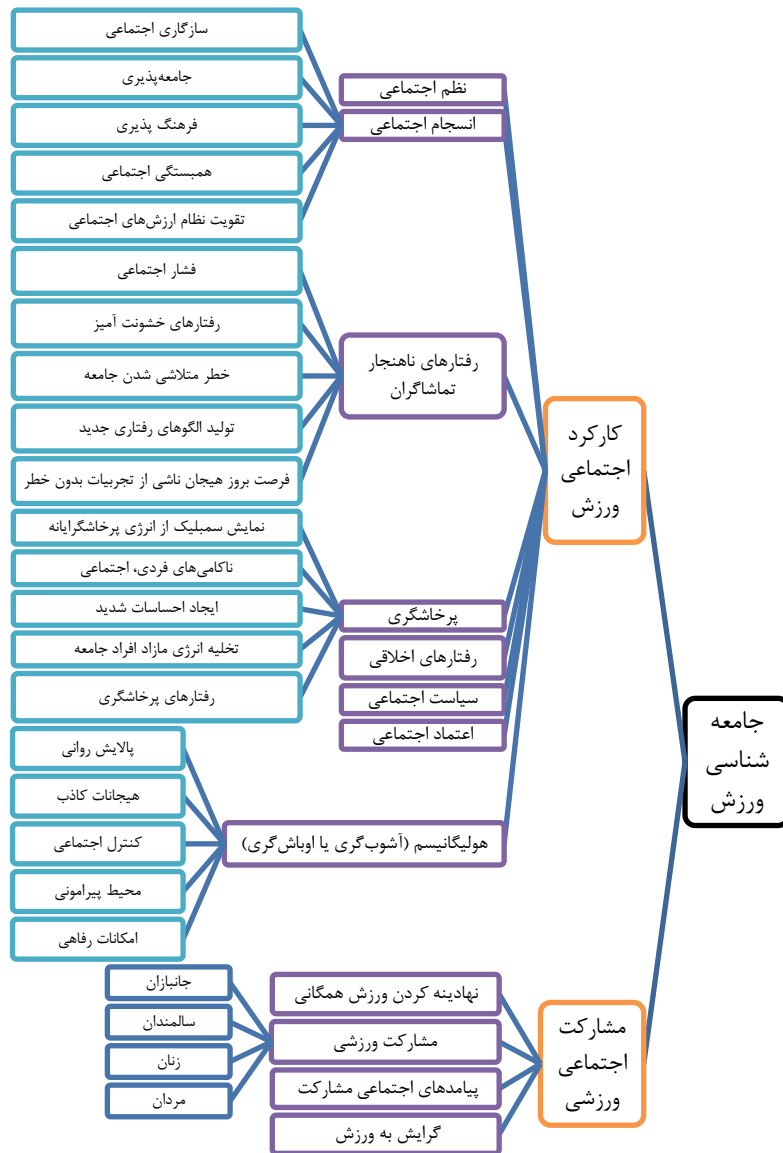 جامعه
شناسی
ورزش
کارکرد
اجتماعی
ورزش
نظم اجتماعی
انسجام اجتماعی
سازگاری اجتماعی
جامعه‌پذیری
فرهنگ پذیری
همبستگی اجتماعی
تقویت نظام ارزش‌های اجتماعی
رفتارهای ناهنجار
تماشاگران
فشار اجتماعی
رفتارهای خشونت آمیز
خطر متلاشی شدن جامعه
تولید الگوهای رفتاری جدید
فرصت بروز هیجان ناشی از تجربیات بدون خطر
پرخاشگری
نمایش سمبلیک از انرژی پرخاشگرایانه
ناکامی‌های فردی، اجتماعی
ایجاد احساسات شدید
تخلیه انرژی مازاد افراد جامعه
رفتارهای پرخاشگری
رفتارهای اخلاقی
سیاست اجتماعی
اعتماد اجتماعی
هولیگانیسم (آشوب‌گری یا اوباش‌گری)
پالایش روانی
هیجانات کاذب
کنترل اجتماعی
محیط پیرامونی
امکانات رفاهی
مشارکت
اجتماعی
ورزشی
نهادینه کردن ورزش همگانی
مشارکت ورزشی
جانبازان
سالمندان
زنان
مردان
پیامدهای اجتماعی مشارکت
گرایش به ورزش